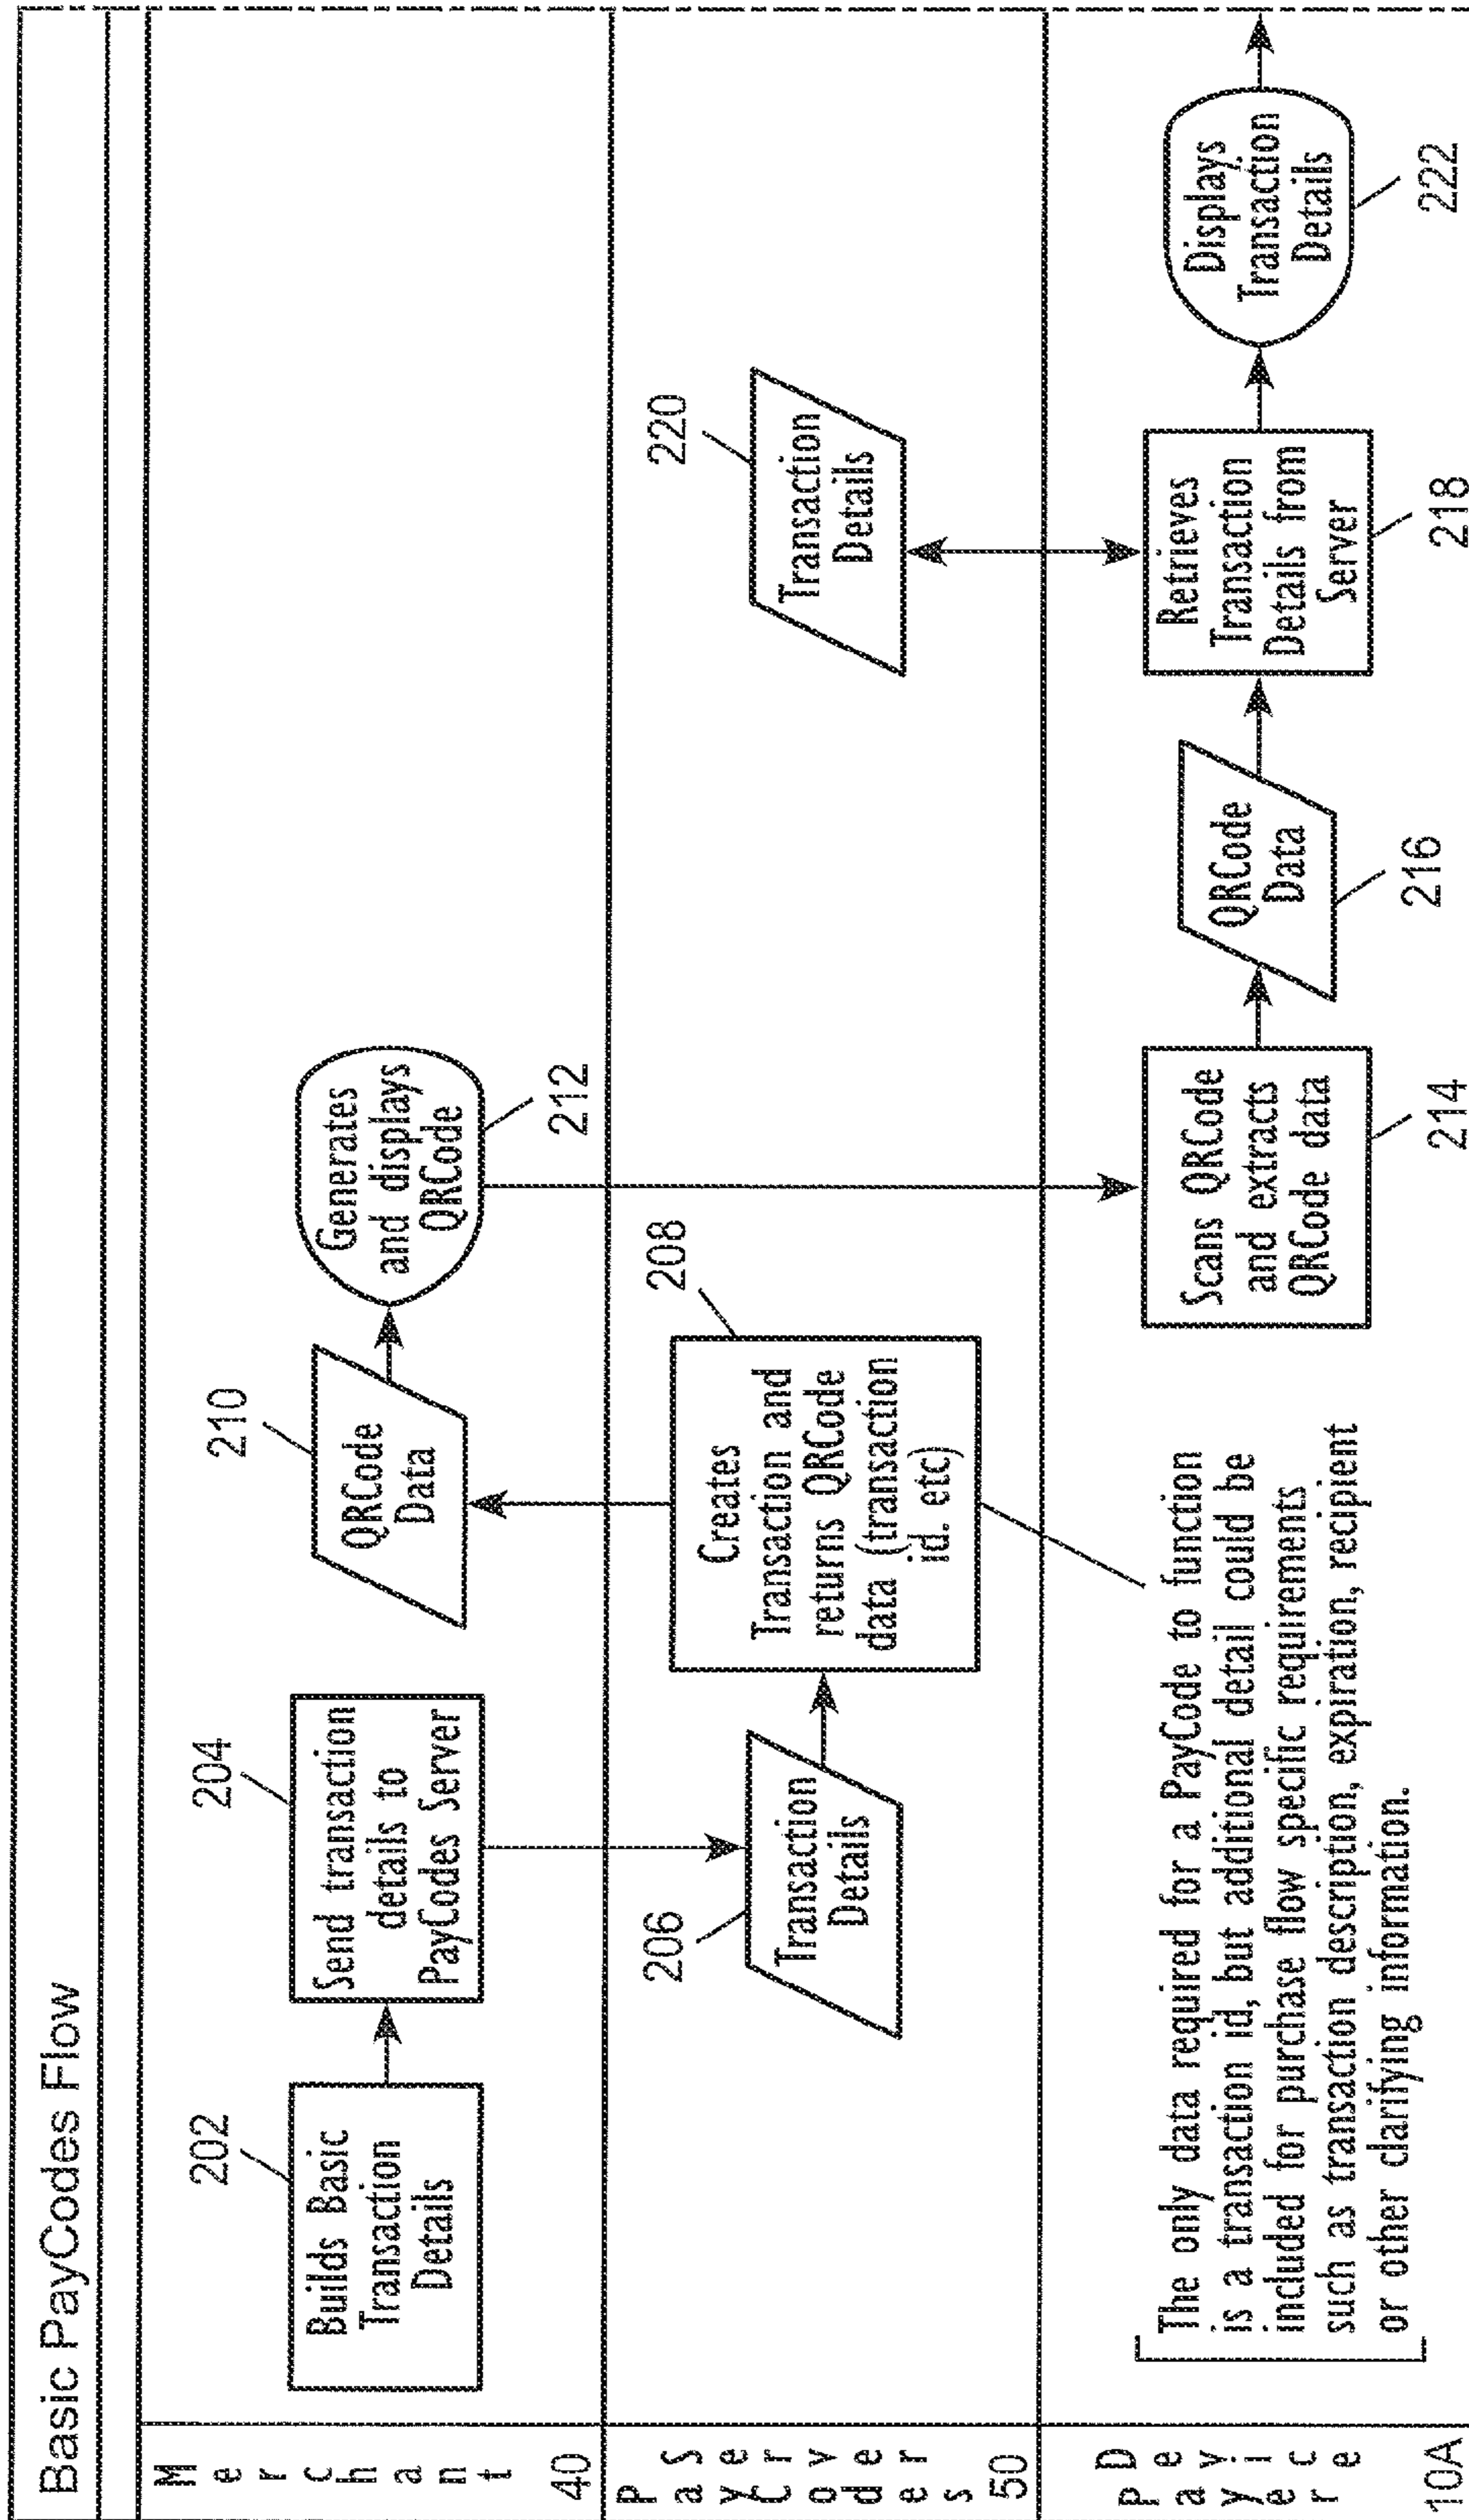 Basic PayCodes Flow
Merchant
40
202
Builds Basic
Transaction
Details
204
Send transaction
details to
PayCodes Server
210
QRCode
Data
Generates
and displays
QRCode
212
PayCodes
Server
50
206
Transaction
Details
208
Creates
Transaction and
returns QRCode
data (transaction
id. etc)
220
Transaction
Details
Payer
Device
10A
The only data required for a PayCode to function
is a transaction id, but additional detail could be
included for purchase flow specific requirements
such as transaction description, expiration, recipient
or other clarifying information.
Scans QRCode
and extracts
QRCode data
214
QRCode
Data
216
Retrieves
Transaction
Details from
Server
218
Displays
Transaction
Details
222